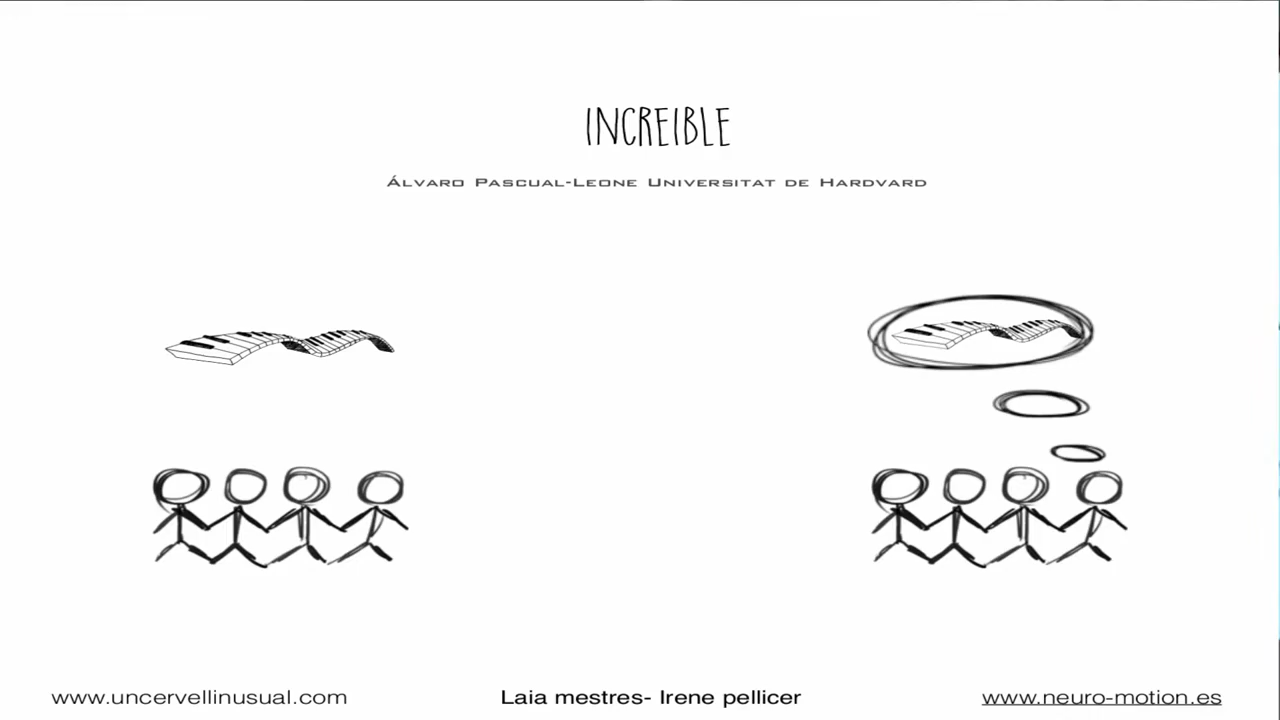 INCREIBLE
Álvaro Pascual-Leone Universitat de Hardvard
www.uncervellinusual.com
Laia mestres- Irene pellicer
www.neuro-motion.es